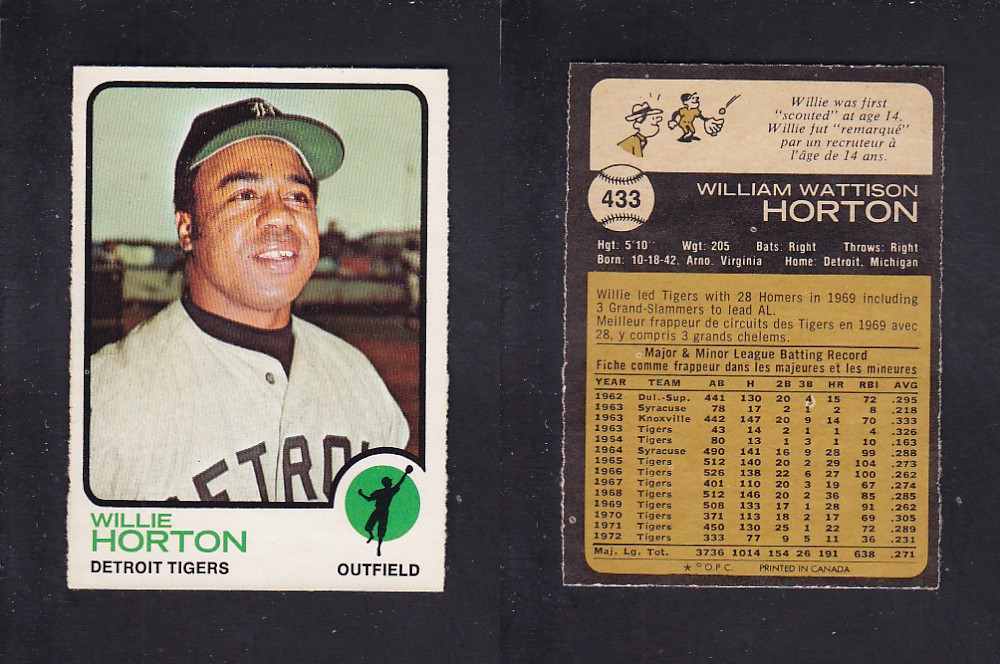 DETROI
WILLIE
HORTON
DETROIT TIGERS
OUTFIELD
Willie was first
"scouted" at age 14.
Willie fut "remarqué"
par un recruteur à
l'âge de 14 ans.
433
WILLIAM WATTISON
HORTON
Hgt: 5'10" Wgt: 205 Bats: Right Throws: Right
Born: 10-18-42, Arno, Virginia Home: Detroit, Michigan
Willie led Tigers with 28 Homers in 1969 including
3 Grand-Slammers to lead AL.
Meilleur frappeur de circuits des Tigers en 1969 avec
28, y compris 3 grands chelems.
Major & Minor League Batting Record
Fiche comme frappeur dans les majeures et les mineures
YEAR TEAM AB H 2B 3B HR RBI AVG
1962 Dul.-Sup. 441 130 20 4 15 72 .295
1963 Syracuse 78 17 2 1 2 8 .218
1963 Knoxville 442 147 20 9 14 70 .333
1963 Tigers 43 14 2 1 1 4 .326
1954 Tigers 80 13 1 3 1 10 .163
1964 Syracuse 490 141 16 9 28 99 .288
1965 Tigers 512 140 20 2 29 104 .273
1966 Tigers 526 138 22 6 27 100 .262
1967 Tigers 401 110 20 3 19 67 .274
1968 Tigers 512 146 20 2 36 85 .285
1969 Tigers 508 133 17 1 28 91 .262
1970 Tigers 371 113 18 2 17 69 .305
1971 Tigers 450 130 25 1 22 72 .289
1972 Tigers 333 77 9 5 11 36 .231
Maj. Lg. Tot. 3736 1014 154 26 191 638 .271
* © O.P.C. PRINTED IN CANADA